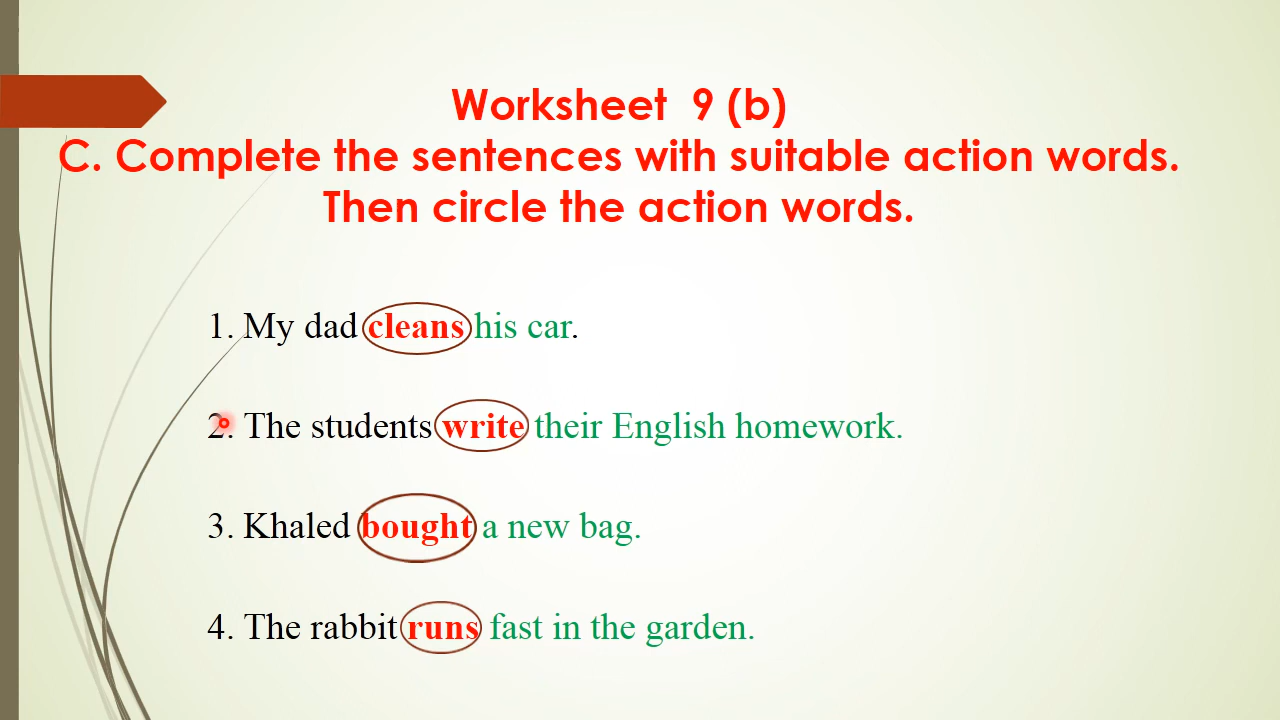 Worksheet 9 (b)
C. Complete the sentences with suitable action words.
Then circle the action words.
1. My dad cleans his car.
2. The students write their English homework.
3. Khaled bought a new bag.
4. The rabbit runs fast in the garden.